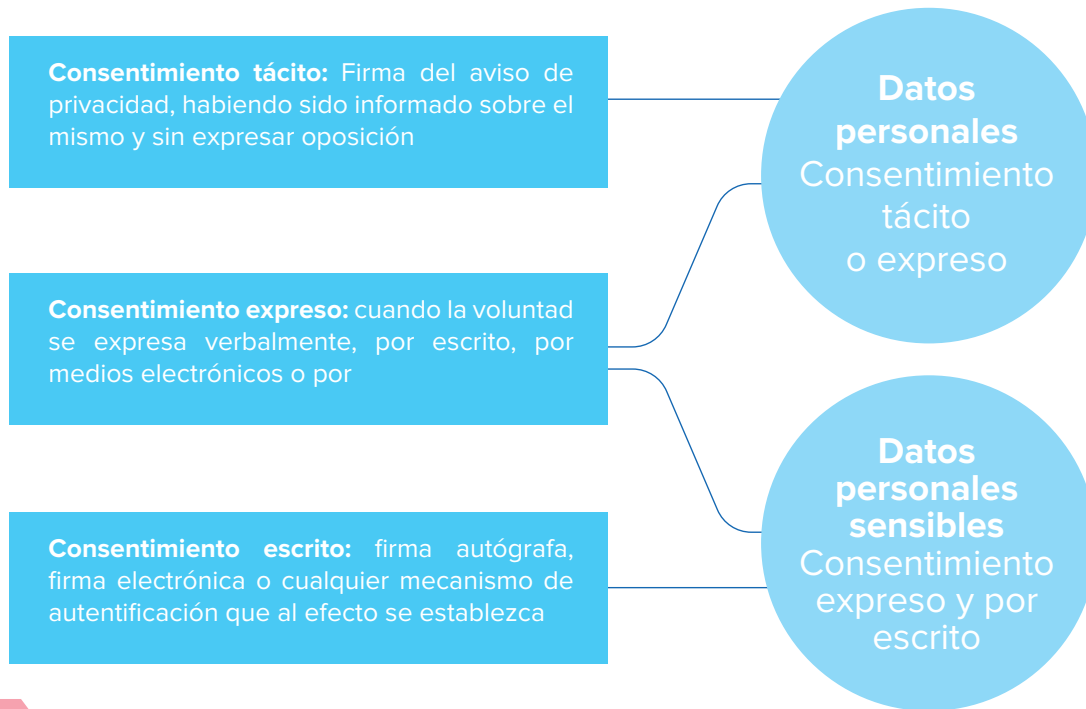 Consentimiento tácito: Firma del aviso de
privacidad, habiendo sido informado sobre el
mismo y sin expresar oposición
Consentimiento expreso: cuando la voluntad
se expresa verbalmente, por escrito, por
medios electrónicos o por
Consentimiento escrito: firma autógrafa,
firma electrónica o cualquier mecanismo de
autentificación que al efecto se establezca
Datos
personales
Consentimiento
tácito
o expreso
Datos
personales
sensibles
Consentimiento
expreso y por
escrito